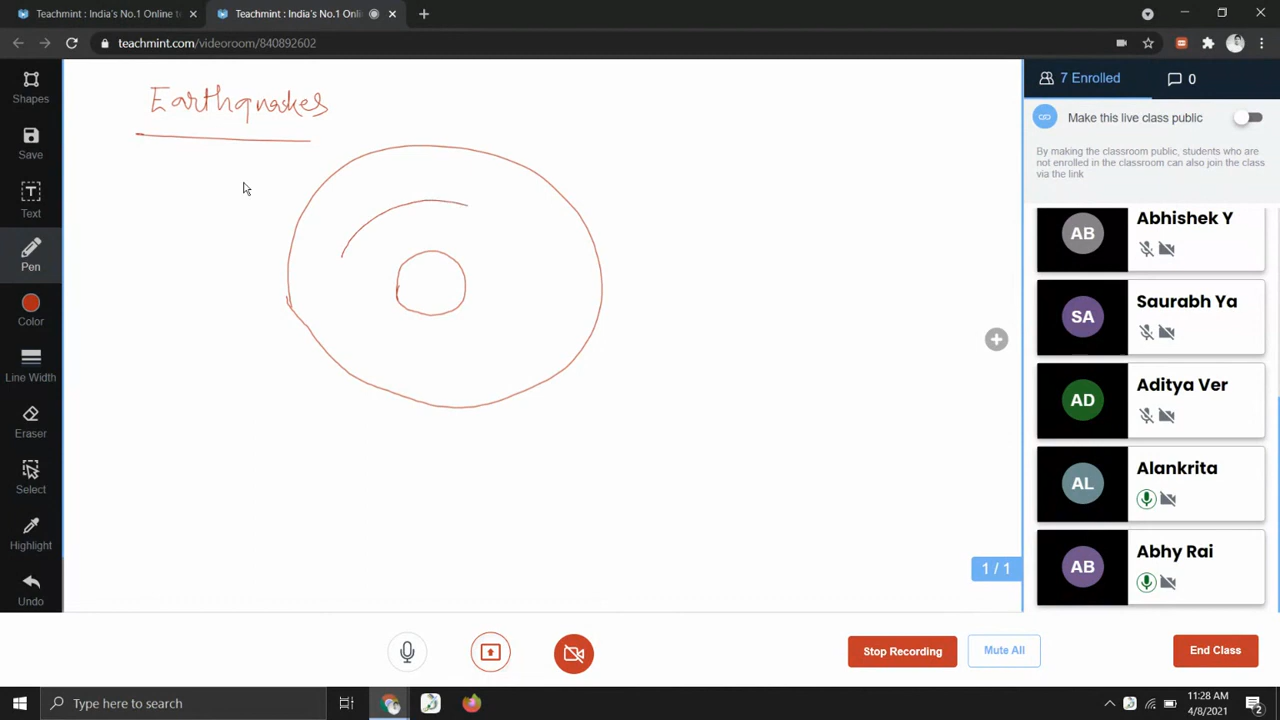 Teachmint : India's No.1 Online t
Teachmint : India's No.1 Onli
teachmint.com/videoroom/840892602
Shapes
Save
Text
Pen
Color
Line Width
Eraser
Select
Highlight
Undo
Earthquakes
1 / 1
7 Enrolled
0
Make this live class public
By making the classroom public, students who are
not enrolled in the classroom can also join the class
via the link
AB
Abhishek Y
SA
Saurabh Ya
AD
Aditya Ver
AL
Alankrita
AB
Abhy Rai
Stop Recording
Mute All
End Class
Type here to search
11:28 AM
4/8/2021
2